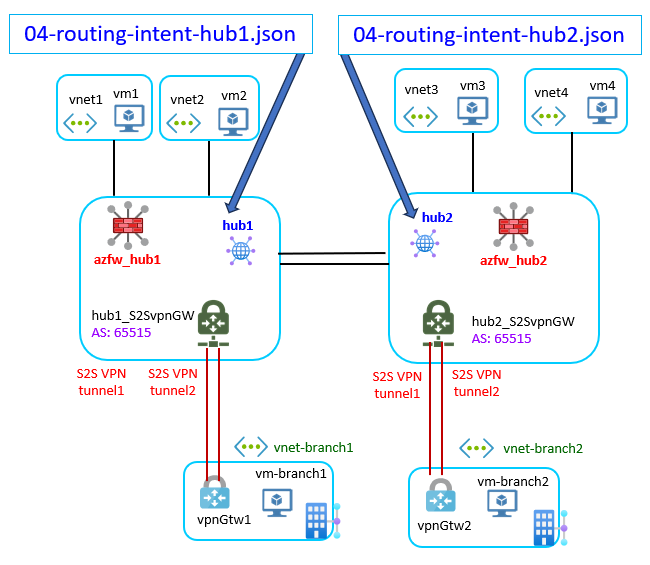 04-routing-intent-hub1.json
04-routing-intent-hub2.json
vnet1
vm1
vnet2
vm2
vnet3
vm3
vnet4
vm4
azfw_hub1
hub1
hub2
azfw_hub2
hub1_S2SvpnGW
AS: 65515
hub2_S2SvpnGW
AS: 65515
S2S VPN
tunnel1
S2S VPN
tunnel2
S2S VPN
tunnel1
S2S VPN
tunnel2
vnet-branch1
vm-branch1
vpnGtw1
vnet-branch2
vm-branch2
vpnGtw2